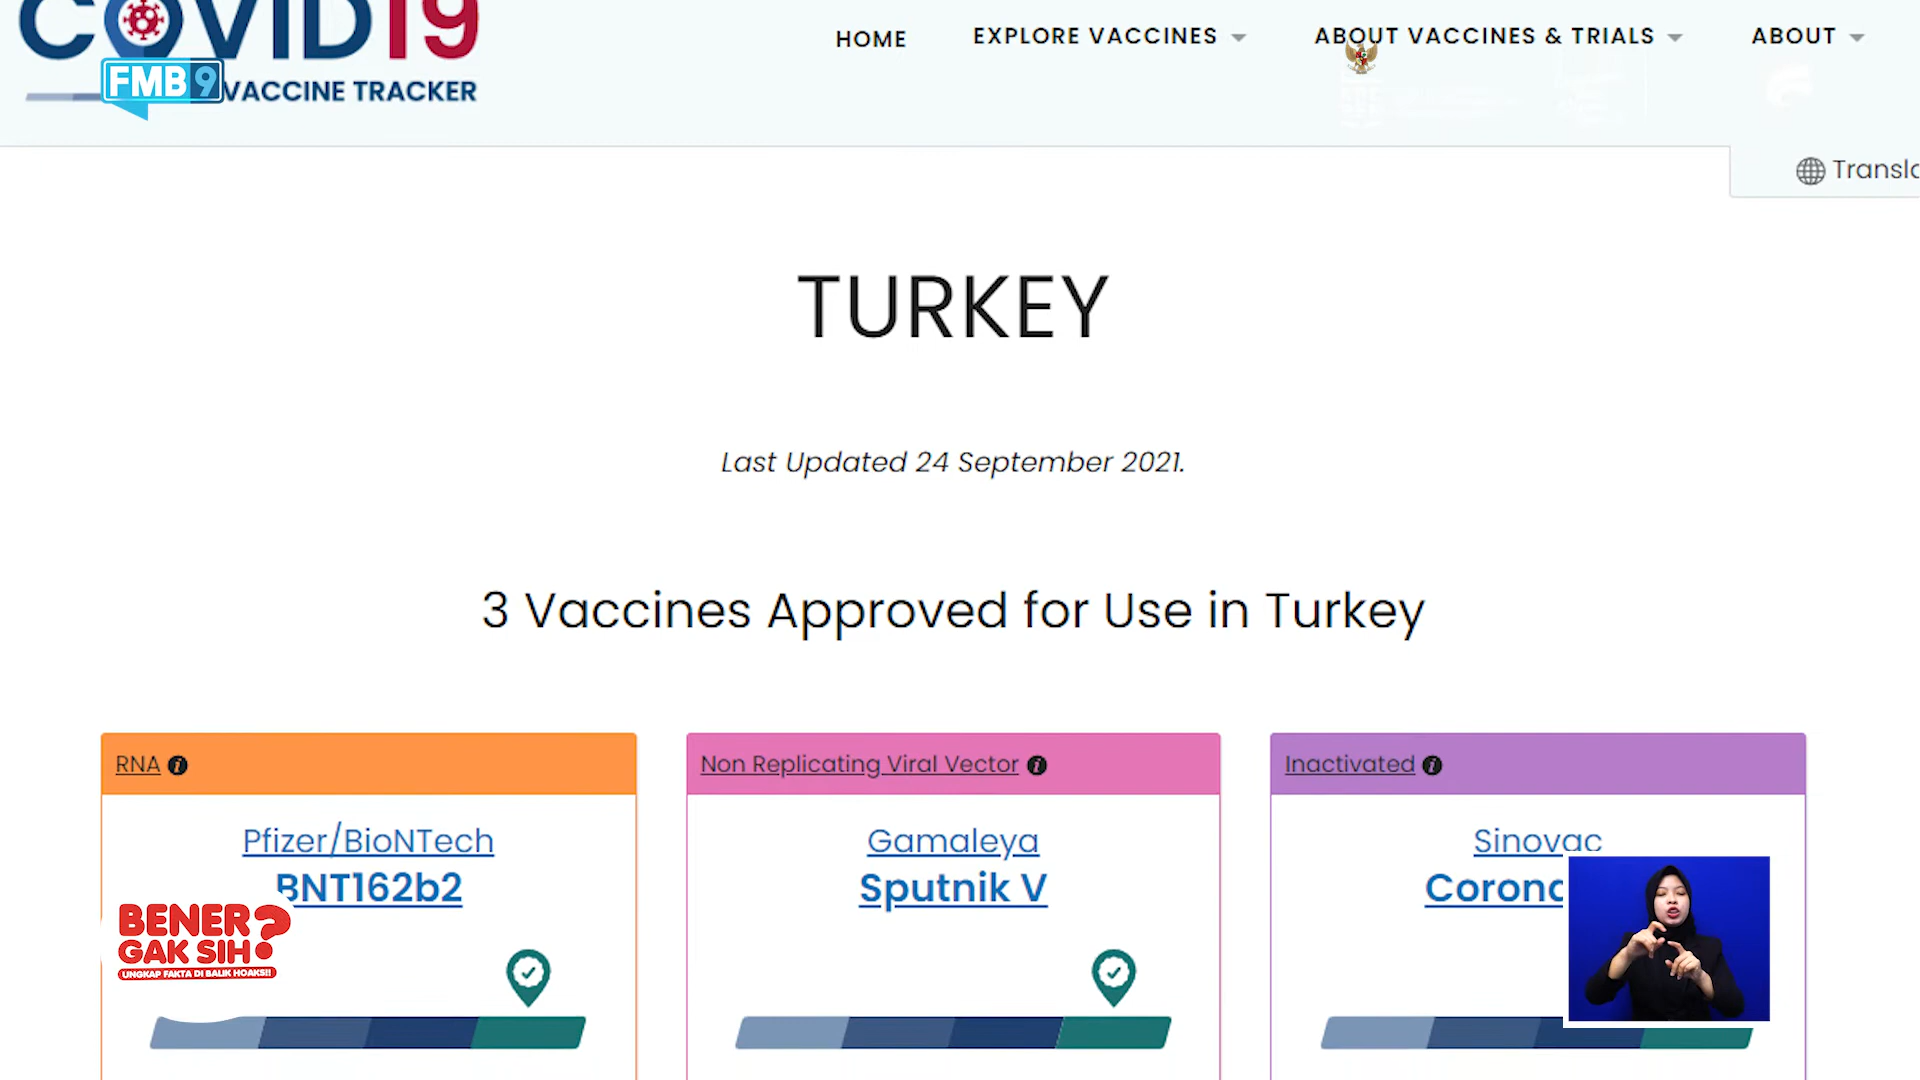 COVID19
VACCINE TRACKER
FMB9
HOME
EXPLORE VACCINES
ABOUT VACCINES & TRIALS
ABOUT
TURKEY
Last Updated 24 September 2021.
3 Vaccines Approved for Use in Turkey
RNA
Pfizer/BioNTech
BNT162b2
Non Replicating Viral Vector
Gamaleya
Sputnik V
Inactivated
Sinovac
BENER
GAK SIH?
UNGKAP FAKTA DI BALIK HOAKS!!